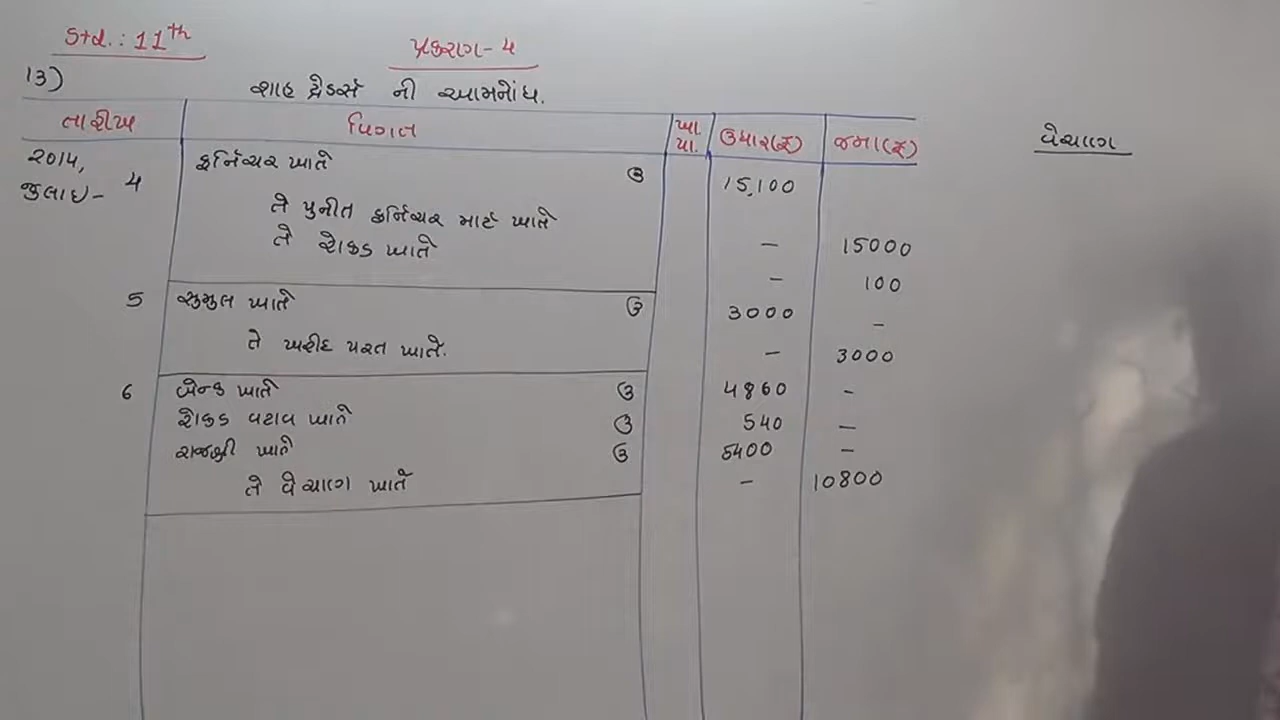 Std. : 11th
પ્રકરણ - 4
13)
શાહ ટ્રેડર્સ ની આમનોંધ.
તારીખ વિગત ખા. પા. ઉધાર(₹) જમા(₹)
વેચાણ
2014, ફર્નિચર ખાતે ઉ 15,100
જુલાઇ- 4
તે પુનીત ફર્નિચર માર્ટ ખાતે - 15000
તે રોકડ ખાતે - 100
5 સુમુલ ખાતે ઉ 3000 -
તે ખરીદ પરત ખાતે. - 3000
6 બેન્ક ખાતે ઉ 4860 -
રોકડ વટાવ ખાતે ઉ 540 -
રાજશ્રી ખાતે ઉ 5400 -
તે વેચાણ ખાતે - 10800